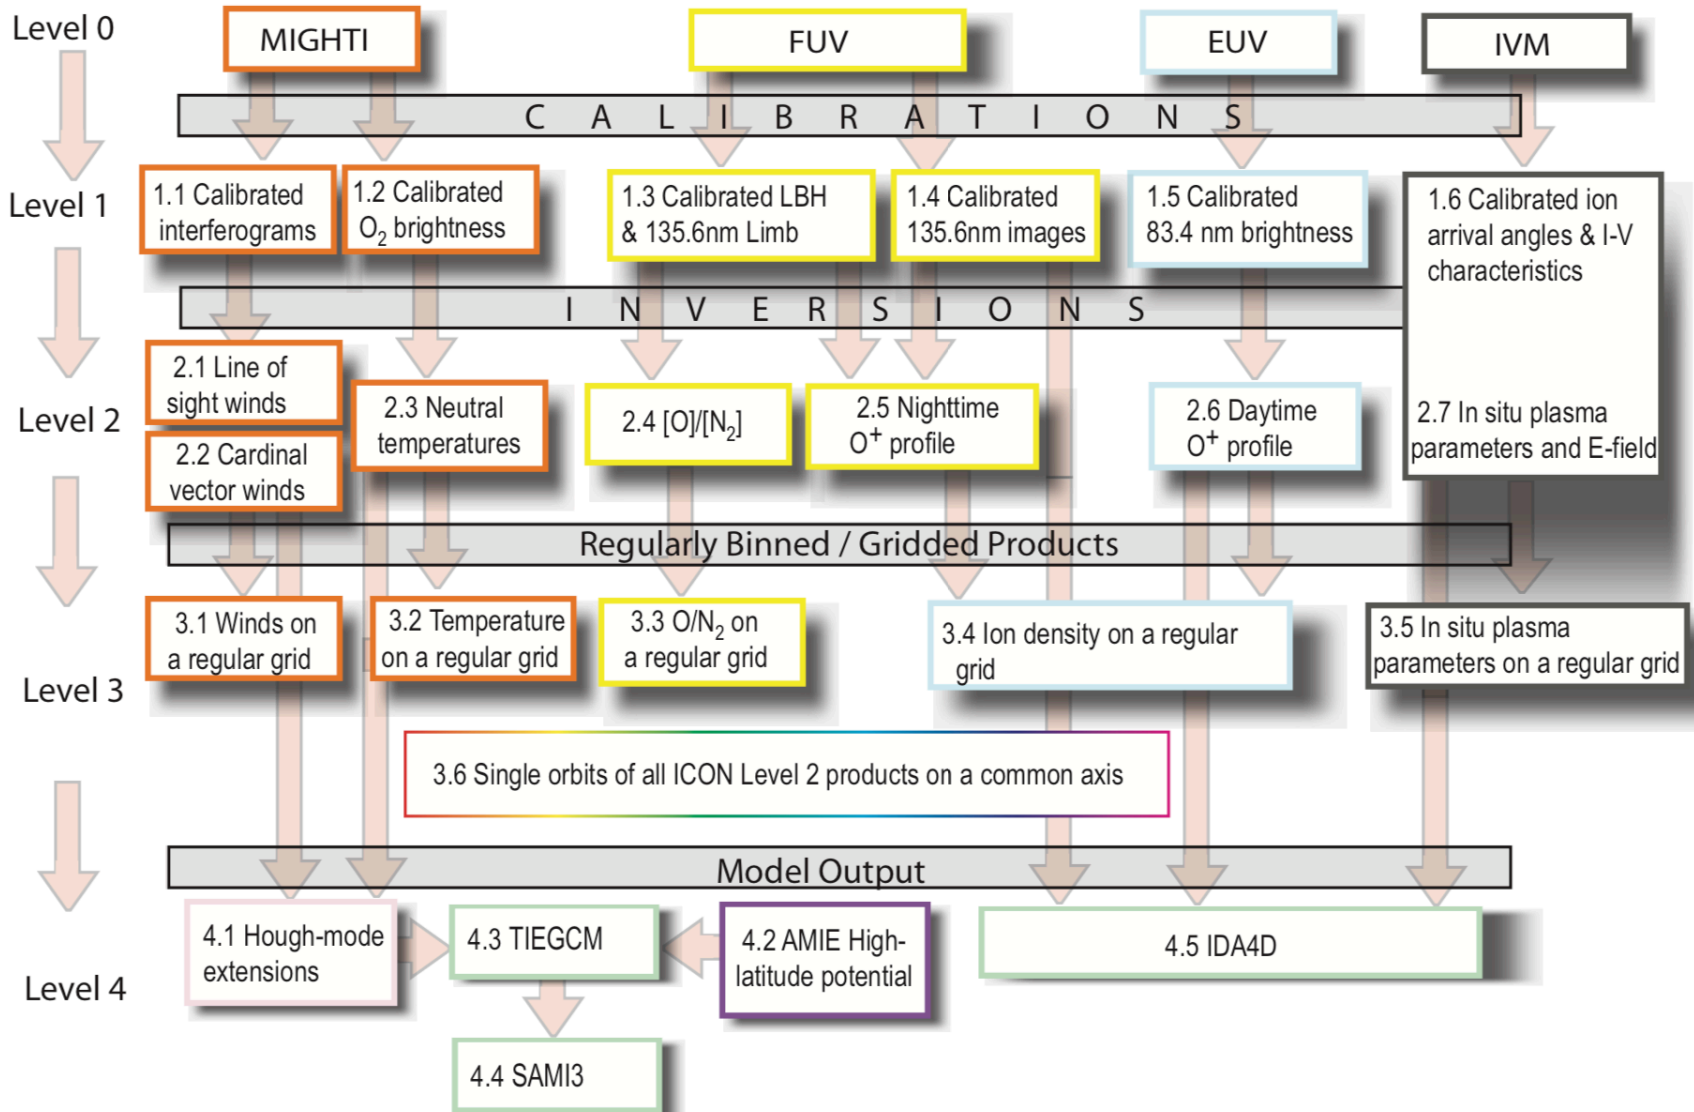 Level 0
MIGHTI
FUV
EUV
IVM
CALIBRATIONS
Level 1
1.1 Calibrated
interferograms
1.2 Calibrated
O₂ brightness
1.3 Calibrated LBH
& 135.6nm Limb
1.4 Calibrated
135.6nm images
1.5 Calibrated
83.4 nm brightness
1.6 Calibrated ion
arrival angles & I-V
characteristics
INVERSIONS
Level 2
2.1 Line of
sight winds
2.2 Cardinal
vector winds
2.3 Neutral
temperatures
2.4 [O]/[N₂]
2.5 Nighttime
O⁺ profile
2.6 Daytime
O⁺ profile
2.7 In situ plasma
parameters and E-field
Regularly Binned / Gridded Products
Level 3
3.1 Winds on
a regular grid
3.2 Temperature
on a regular grid
3.3 O/N₂ on
a regular grid
3.4 Ion density on a regular
grid
3.5 In situ plasma
parameters on a regular grid
3.6 Single orbits of all ICON Level 2 products on a common axis
Model Output
Level 4
4.1 Hough-mode
extensions
4.3 TIEGCM
4.2 AMIE High-
latitude potential
4.5 IDA4D
4.4 SAMI3